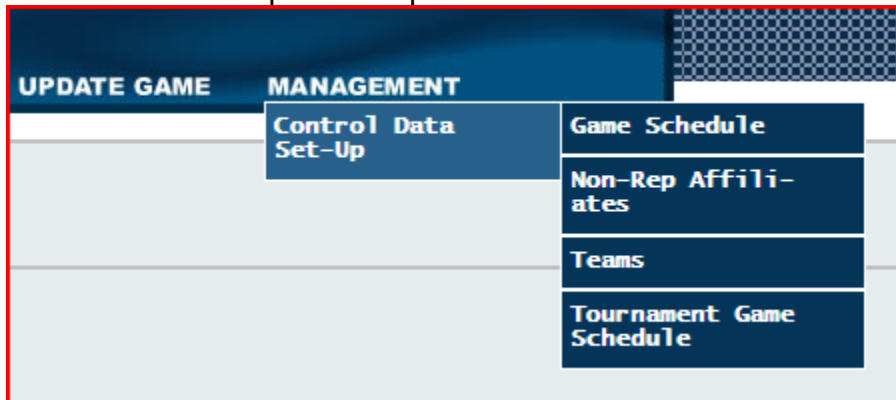 UPDATE GAME MANAGEMENT
Control Data
Set-Up
Game Schedule
Non-Rep Affili-
ates
Teams
Tournament Game
Schedule